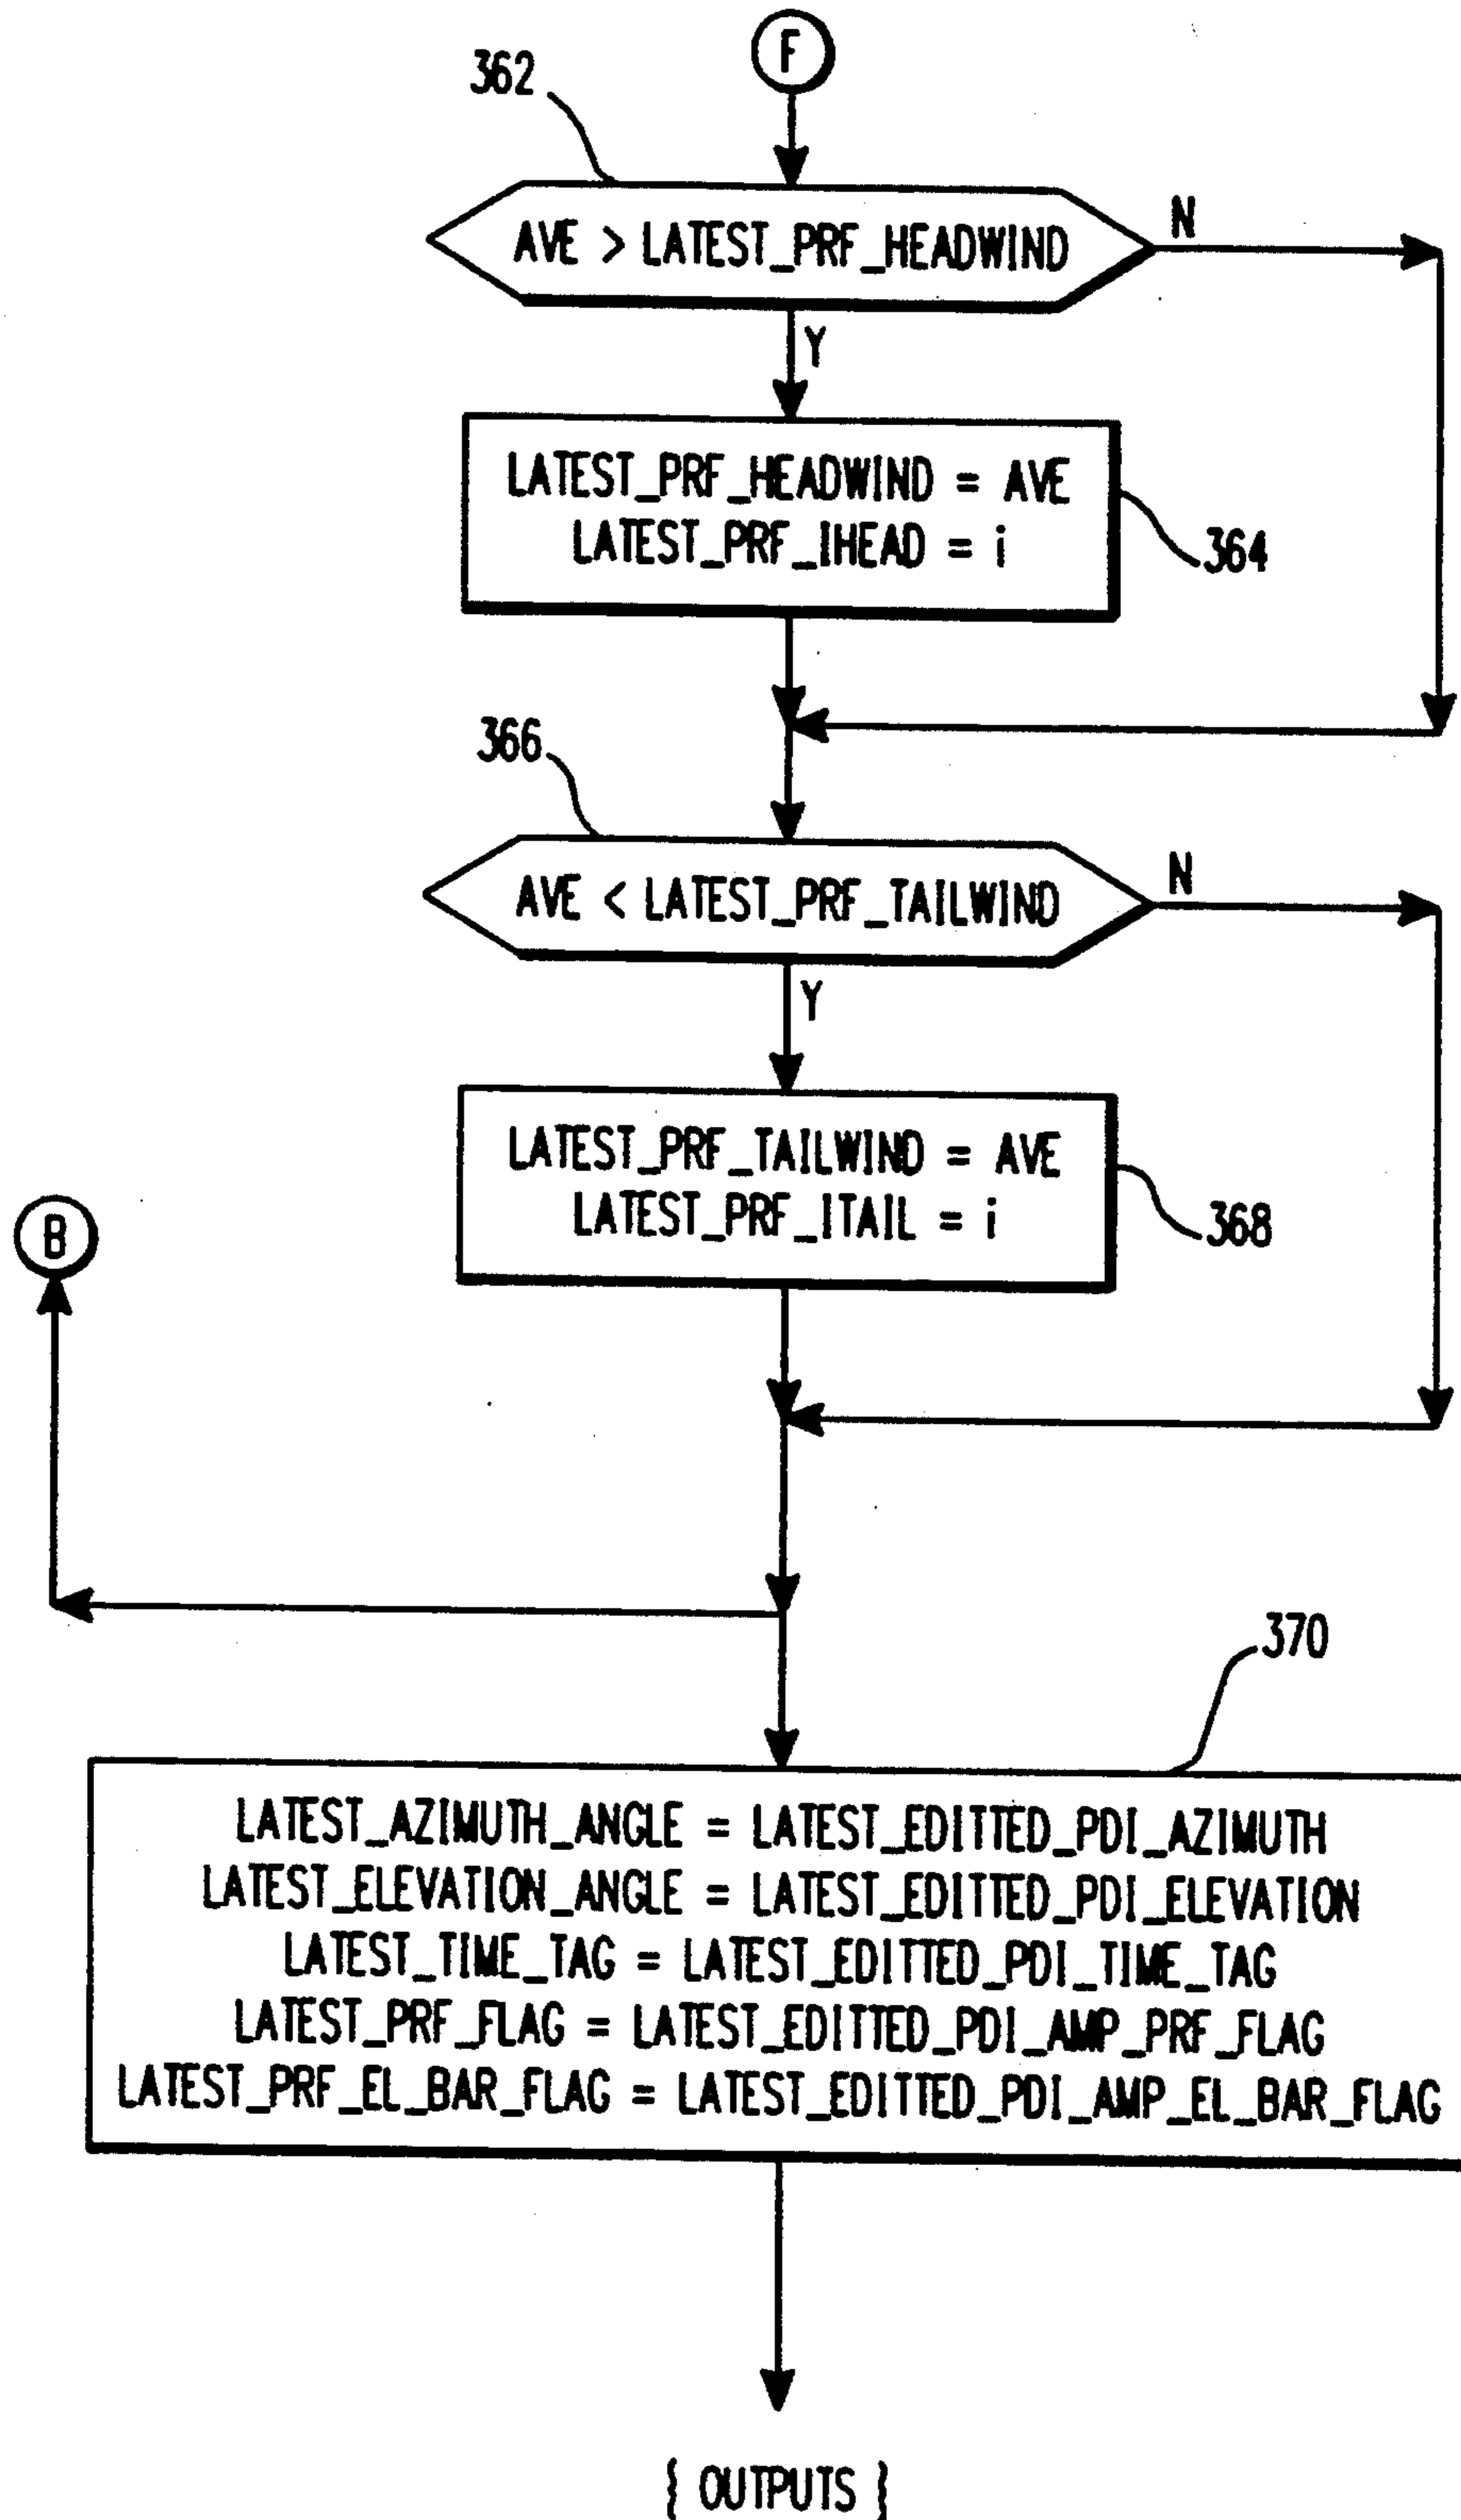 F
362
AVE > LATEST_PRF_HEADWIND
N
Y
LATEST_PRF_HEADWIND = AVE
LATEST_PRF_IHEAD = i
364
366
AVE < LATEST_PRF_TAILWIND
N
Y
LATEST_PRF_TAILWIND = AVE
LATEST_PRF_ITAIL = i
368
B
370
LATEST_AZIMUTH_ANGLE = LATEST_EDITTED_PDI_AZIMUTH
LATEST_ELEVATION_ANGLE = LATEST_EDITTED_PDI_ELEVATION
LATEST_TIME_TAG = LATEST_EDITTED_PDI_TIME_TAG
LATEST_PRF_FLAG = LATEST_EDITTED_PDI_AMP_PRF_FLAG
LATEST_PRF_EL_BAR_FLAG = LATEST_EDITTED_PDI_AMP_EL_BAR_FLAG
{ OUTPUTS }